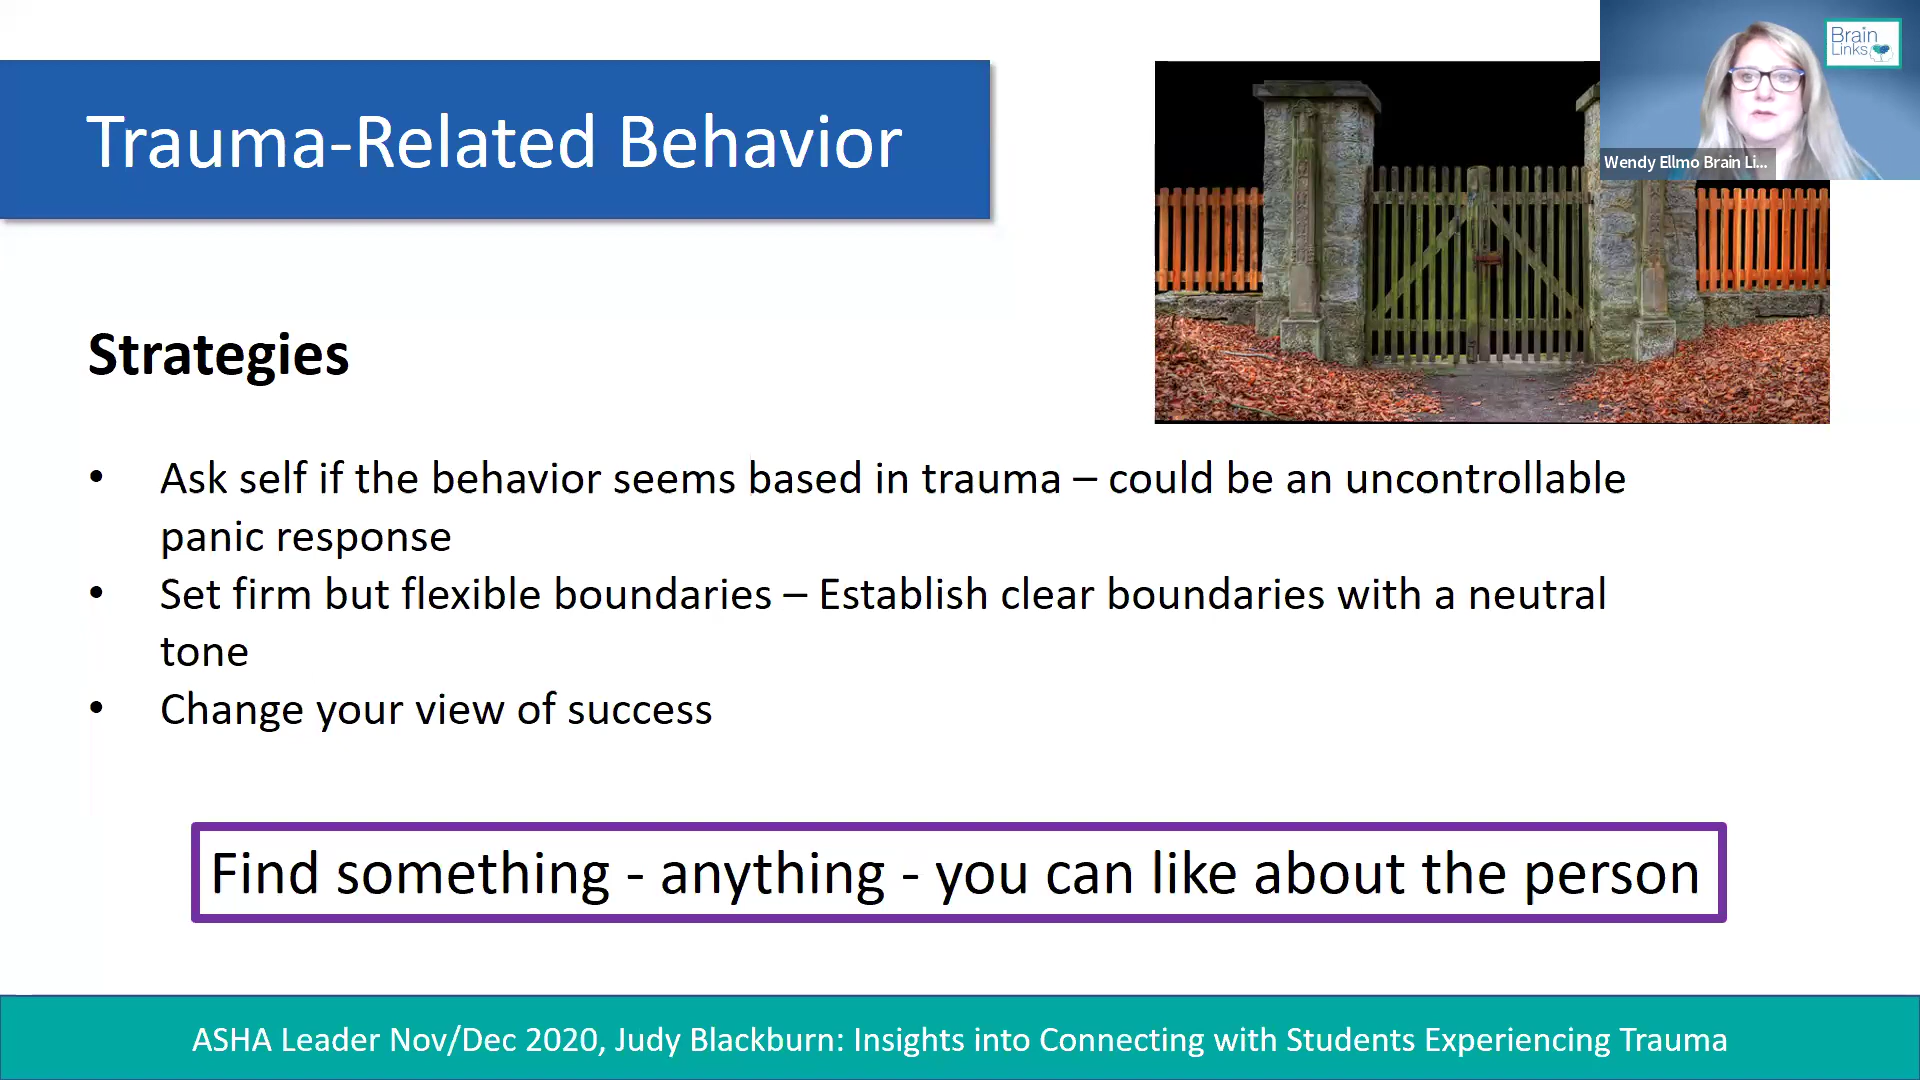 Trauma-Related Behavior
Brain
Links
Wendy Ellmo Brain Li...
Strategies
• Ask self if the behavior seems based in trauma – could be an uncontrollable
panic response
• Set firm but flexible boundaries – Establish clear boundaries with a neutral
tone
• Change your view of success
Find something - anything - you can like about the person
ASHA Leader Nov/Dec 2020, Judy Blackburn: Insights into Connecting with Students Experiencing Trauma